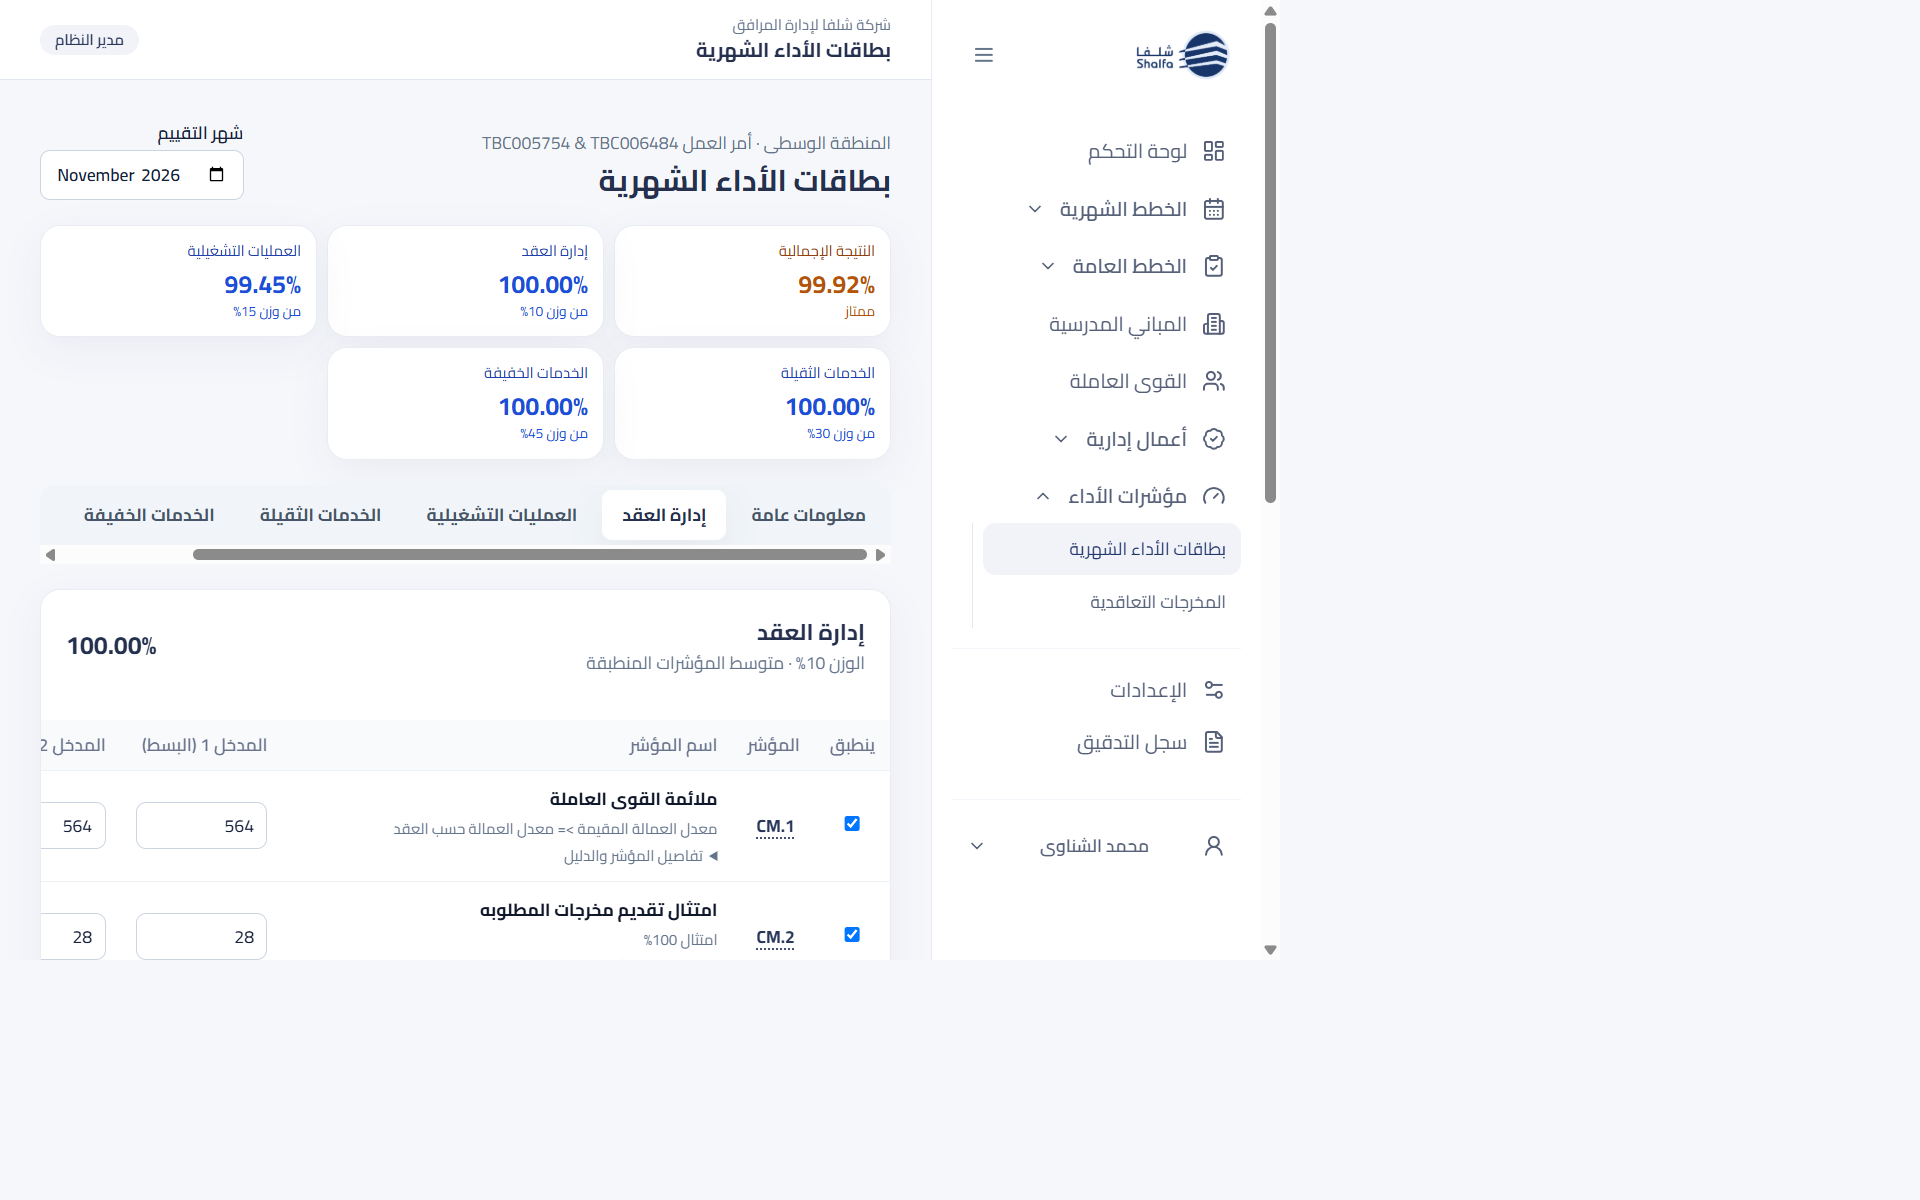 شلفا
Shalfa
لوحة التحكم
الخطط الشهرية
الخطط العامة
المباني المدرسية
القوى العاملة
أعمال إدارية
مؤشرات الأداء
بطاقات الأداء الشهرية
المخرجات التعاقدية
الإعدادات
سجل التدقيق
محمد الشناوى
شركة شلفا لإدارة المرافق
بطاقات الأداء الشهرية
مدير النظام
المنطقة الوسطى · أمر العمل TBC005754 & TBC006484
بطاقات الأداء الشهرية
شهر التقييم
November 2026
النتيجة الإجمالية
99.92%
ممتاز
إدارة العقد
100.00%
من وزن 10%
العمليات التشغيلية
99.45%
من وزن 15%
الخدمات الثقيلة
100.00%
من وزن 30%
الخدمات الخفيفة
100.00%
من وزن 45%
معلومات عامة
إدارة العقد
العمليات التشغيلية
الخدمات الثقيلة
الخدمات الخفيفة
إدارة العقد
الوزن 10% · متوسط المؤشرات المنطبقة
100.00%
ينطبق المؤشر اسم المؤشر المدخل 1 (البسط) المدخل 2
CM.1
ملائمة القوى العاملة
معدل العمالة المقيمة >= معدل العمالة حسب العقد
تفاصيل المؤشر والدليل
564
564
CM.2
امتثال تقديم مخرجات المطلوبه
امتثال 100%
28
28